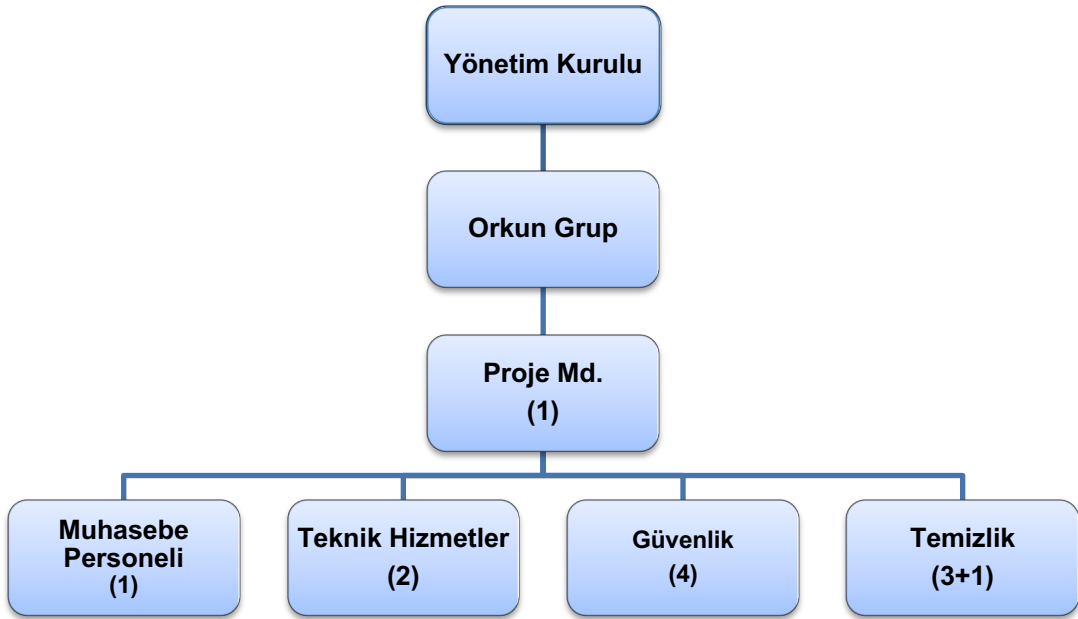 Yönetim Kurulu
Orkun Grup
Proje Md.
(1)
Muhasebe
Personeli
(1)
Teknik Hizmetler
(2)
Güvenlik
(4)
Temizlik
(3+1)